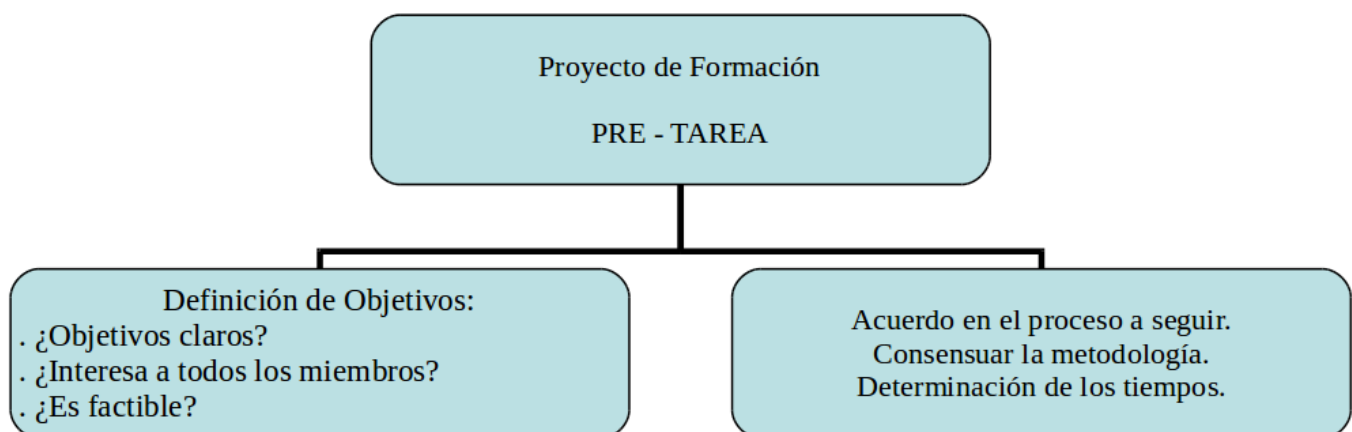 Proyecto de Formación
PRE - TAREA
Definición de Objetivos:
. ¿Objetivos claros?
. ¿Interesa a todos los miembros?
. ¿Es factible?
Acuerdo en el proceso a seguir.
Consensuar la metodología.
Determinación de los tiempos.